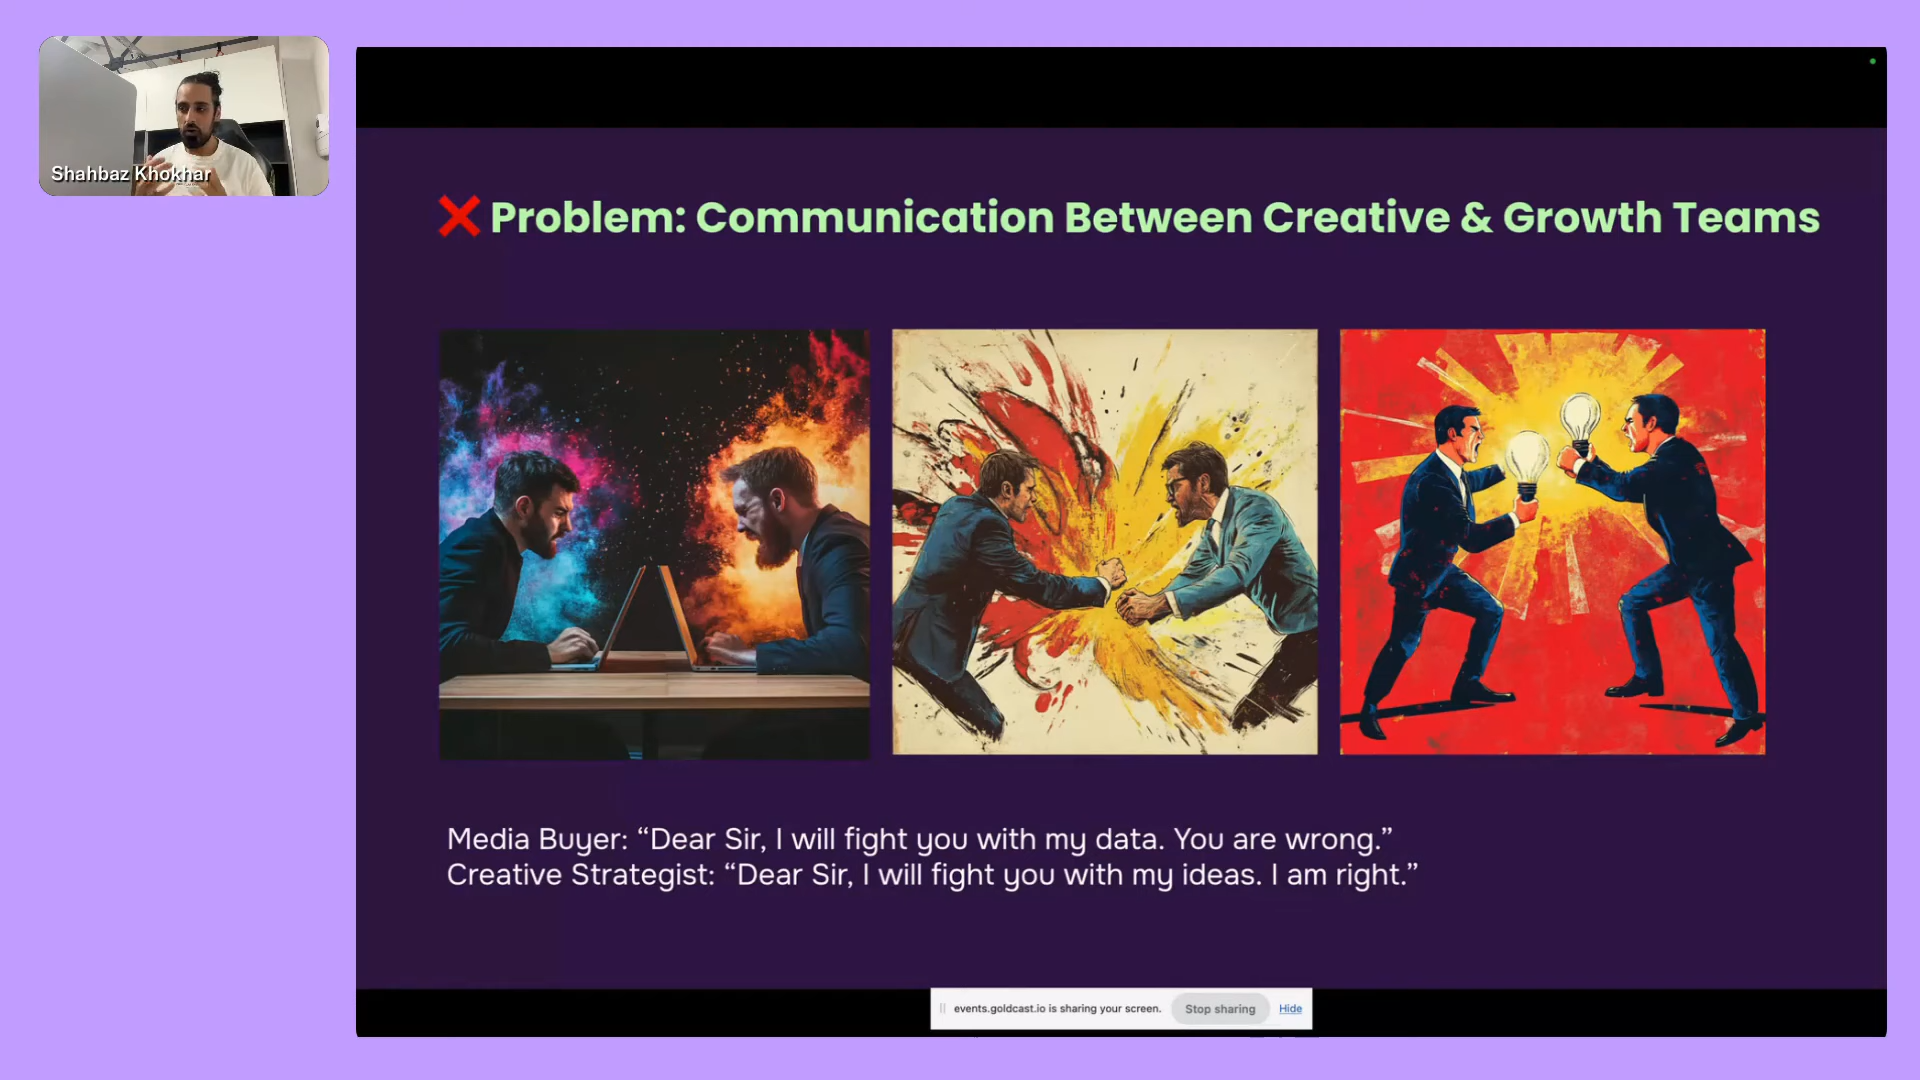 Shahbaz Khokhar
❌ Problem: Communication Between Creative & Growth Teams
Media Buyer: “Dear Sir, I will fight you with my data. You are wrong.”
Creative Strategist: “Dear Sir, I will fight you with my ideas. I am right.”
events.goldcast.io is sharing your screen. Stop sharing Hide